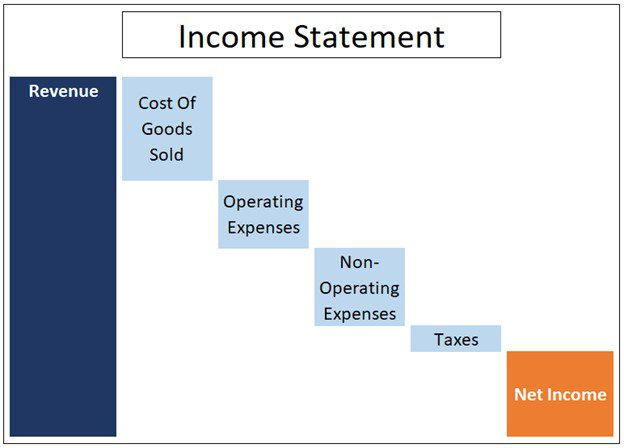 Income Statement
Revenue
Cost Of
Goods
Sold
Operating
Expenses
Non-
Operating
Expenses
Taxes
Net Income